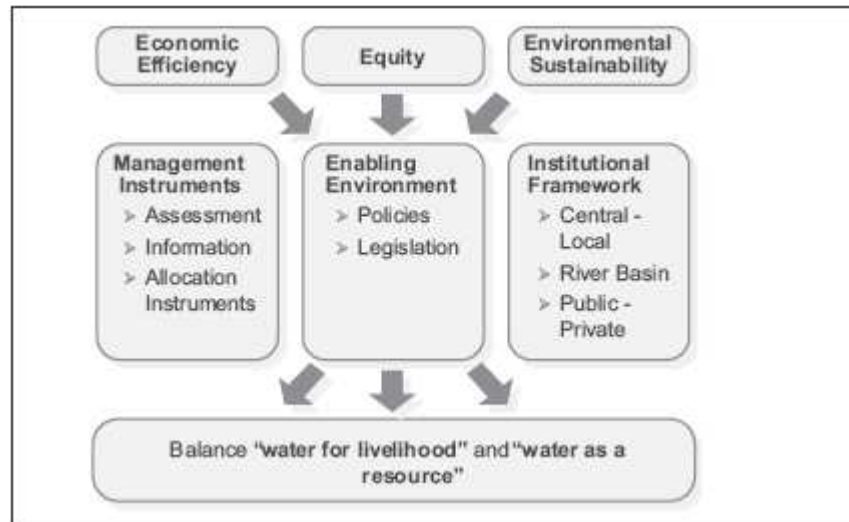 Economic
Efficiency
Equity
Environmental
Sustainability
Management
Instruments
➢ Assessment
➢ Information
➢ Allocation
Instruments
Enabling
Environment
➢ Policies
➢ Legislation
Institutional
Framework
➢ Central -
Local
➢ River Basin
➢ Public -
Private
Balance “water for livelihood” and“water as a
resource”